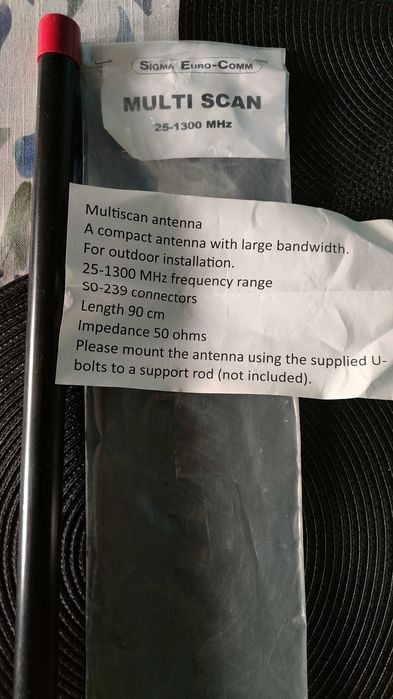 SIGMA EURO-COMM
MULTI SCAN
25-1300 MHz
Multiscan antenna
A compact antenna with large bandwidth.
For outdoor installation.
25-1300 MHz frequency range
SO-239 connectors
Length 90 cm
Impedance 50 ohms
Please mount the antenna using the supplied U-
bolts to a support rod (not included).